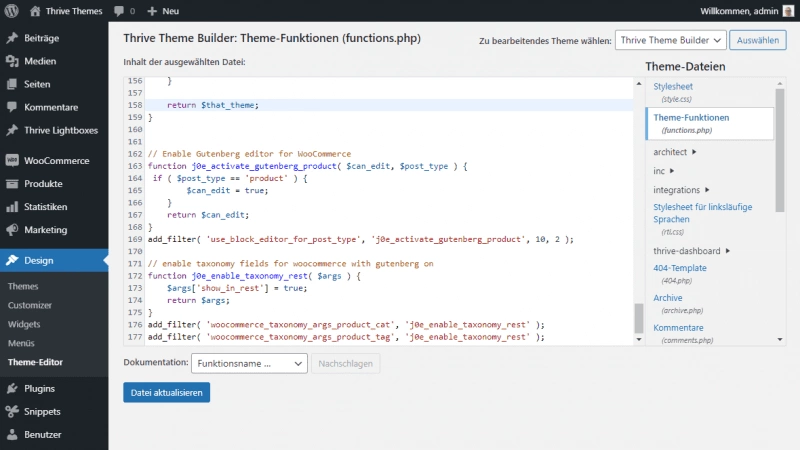 Thrive Themes 0 Neu Willkommen, admin
Beiträge
Medien
Seiten
Kommentare
Thrive Lightboxes
WooCommerce
Produkte
Statistiken
Marketing
Design
Themes
Customizer
Widgets
Menüs
Theme-Editor
Plugins
Snippets
Benutzer
Thrive Theme Builder: Theme-Funktionen (functions.php)
Zu bearbeitendes Theme wählen: Thrive Theme Builder Auswählen
Inhalt der ausgewählten Datei:
156 }
157
158 return $that_theme;
159 }
160
161
162 // Enable Gutenberg editor for WooCommerce
163 function j0e_activate_gutenberg_product( $can_edit, $post_type ) {
164 if ( $post_type == 'product' ) {
165 $can_edit = true;
166 }
167 return $can_edit;
168 }
169 add_filter( 'use_block_editor_for_post_type', 'j0e_activate_gutenberg_product', 10, 2 );
170
171 // enable taxonomy fields for woocommerce with gutenberg on
172 function j0e_enable_taxonomy_rest( $args ) {
173 $args['show_in_rest'] = true;
174 return $args;
175 }
176 add_filter( 'woocommerce_taxonomy_args_product_cat', 'j0e_enable_taxonomy_rest' );
177 add_filter( 'woocommerce_taxonomy_args_product_tag', 'j0e_enable_taxonomy_rest' );
Dokumentation: Funktionsname ... Nachschlagen
Datei aktualisieren
Theme-Dateien
Stylesheet
(style.css)
Theme-Funktionen
(functions.php)
architect
inc
integrations
Stylesheet für linksläufige
Sprachen
(rtl.css)
thrive-dashboard
404-Template
(404.php)
Archive
(archive.php)
Kommentare
(comments.php)